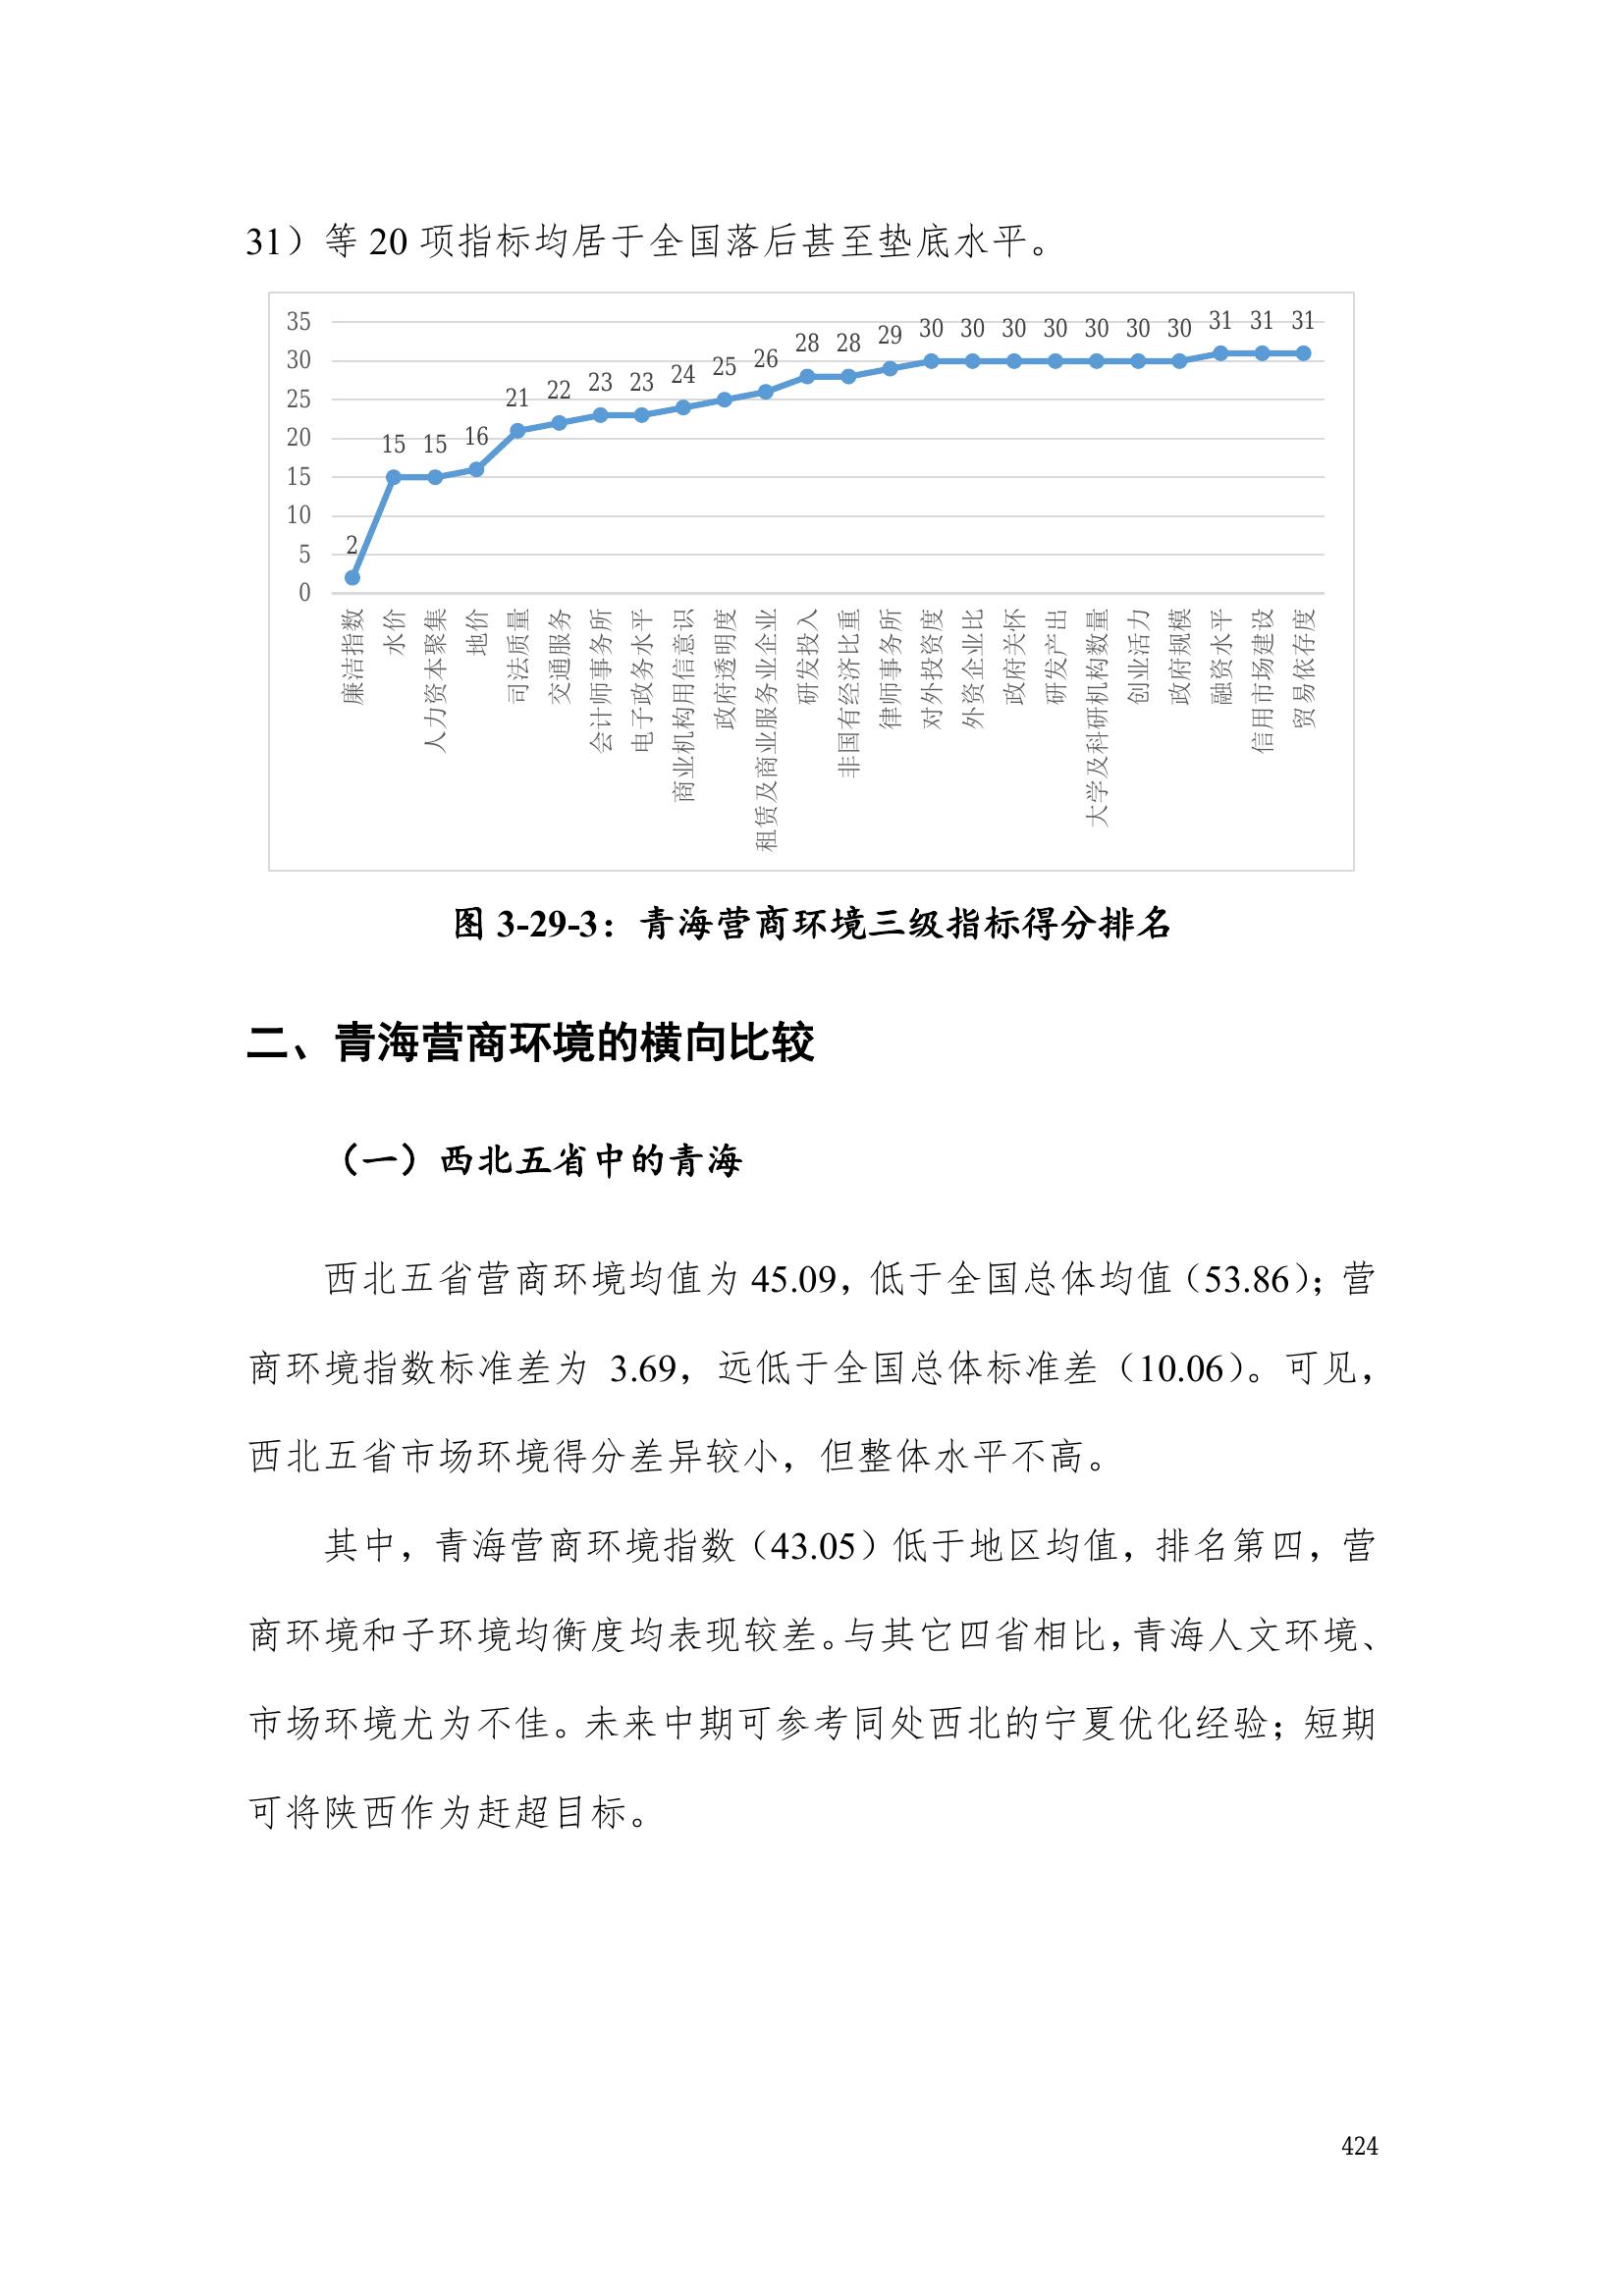 31）等 20 项指标均居于全国落后甚至垫底水平。
35
30
25
20
15
10
5
0
2 15 15 16 21 22 23 23 24 25 26 28 28 29 30 30 30 30 30 30 30 31 31 31
廉洁指数
水价
人力资本聚集
地价
司法质量
交通服务
会计师事务所
电子政务水平
商业机构用信意识
政府透明度
租赁及商业服务业企业
研发投入
非国有经济比重
律师事务所
对外投资度
外资企业比
政府关怀
研发产出
大学及科研机构数量
创业活力
政府规模
融资水平
信用市场建设
贸易依存度
图 3-29-3：青海营商环境三级指标得分排名
二、青海营商环境的横向比较
（一）西北五省中的青海
西北五省营商环境均值为 45.09，低于全国总体均值（53.86）；营
商环境指数标准差为 3.69，远低于全国总体标准差（10.06）。可见，
西北五省市场环境得分差异较小，但整体水平不高。
其中，青海营商环境指数（43.05）低于地区均值，排名第四，营
商环境和子环境均衡度均表现较差。与其它四省相比，青海人文环境、
市场环境尤为不佳。未来中期可参考同处西北的宁夏优化经验；短期
可将陕西作为赶超目标。
424